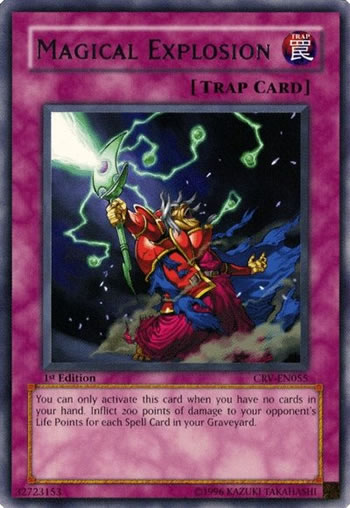 MAGICAL EXPLOSION
TRAP
罠
[TRAP CARD]
1st Edition
CRV-EN055
You can only activate this card when you have no cards in
your hand. Inflict 200 points of damage to your opponent's
Life Points for each Spell Card in your Graveyard.
12723153
©1996 KAZUKI TAKAHASHI